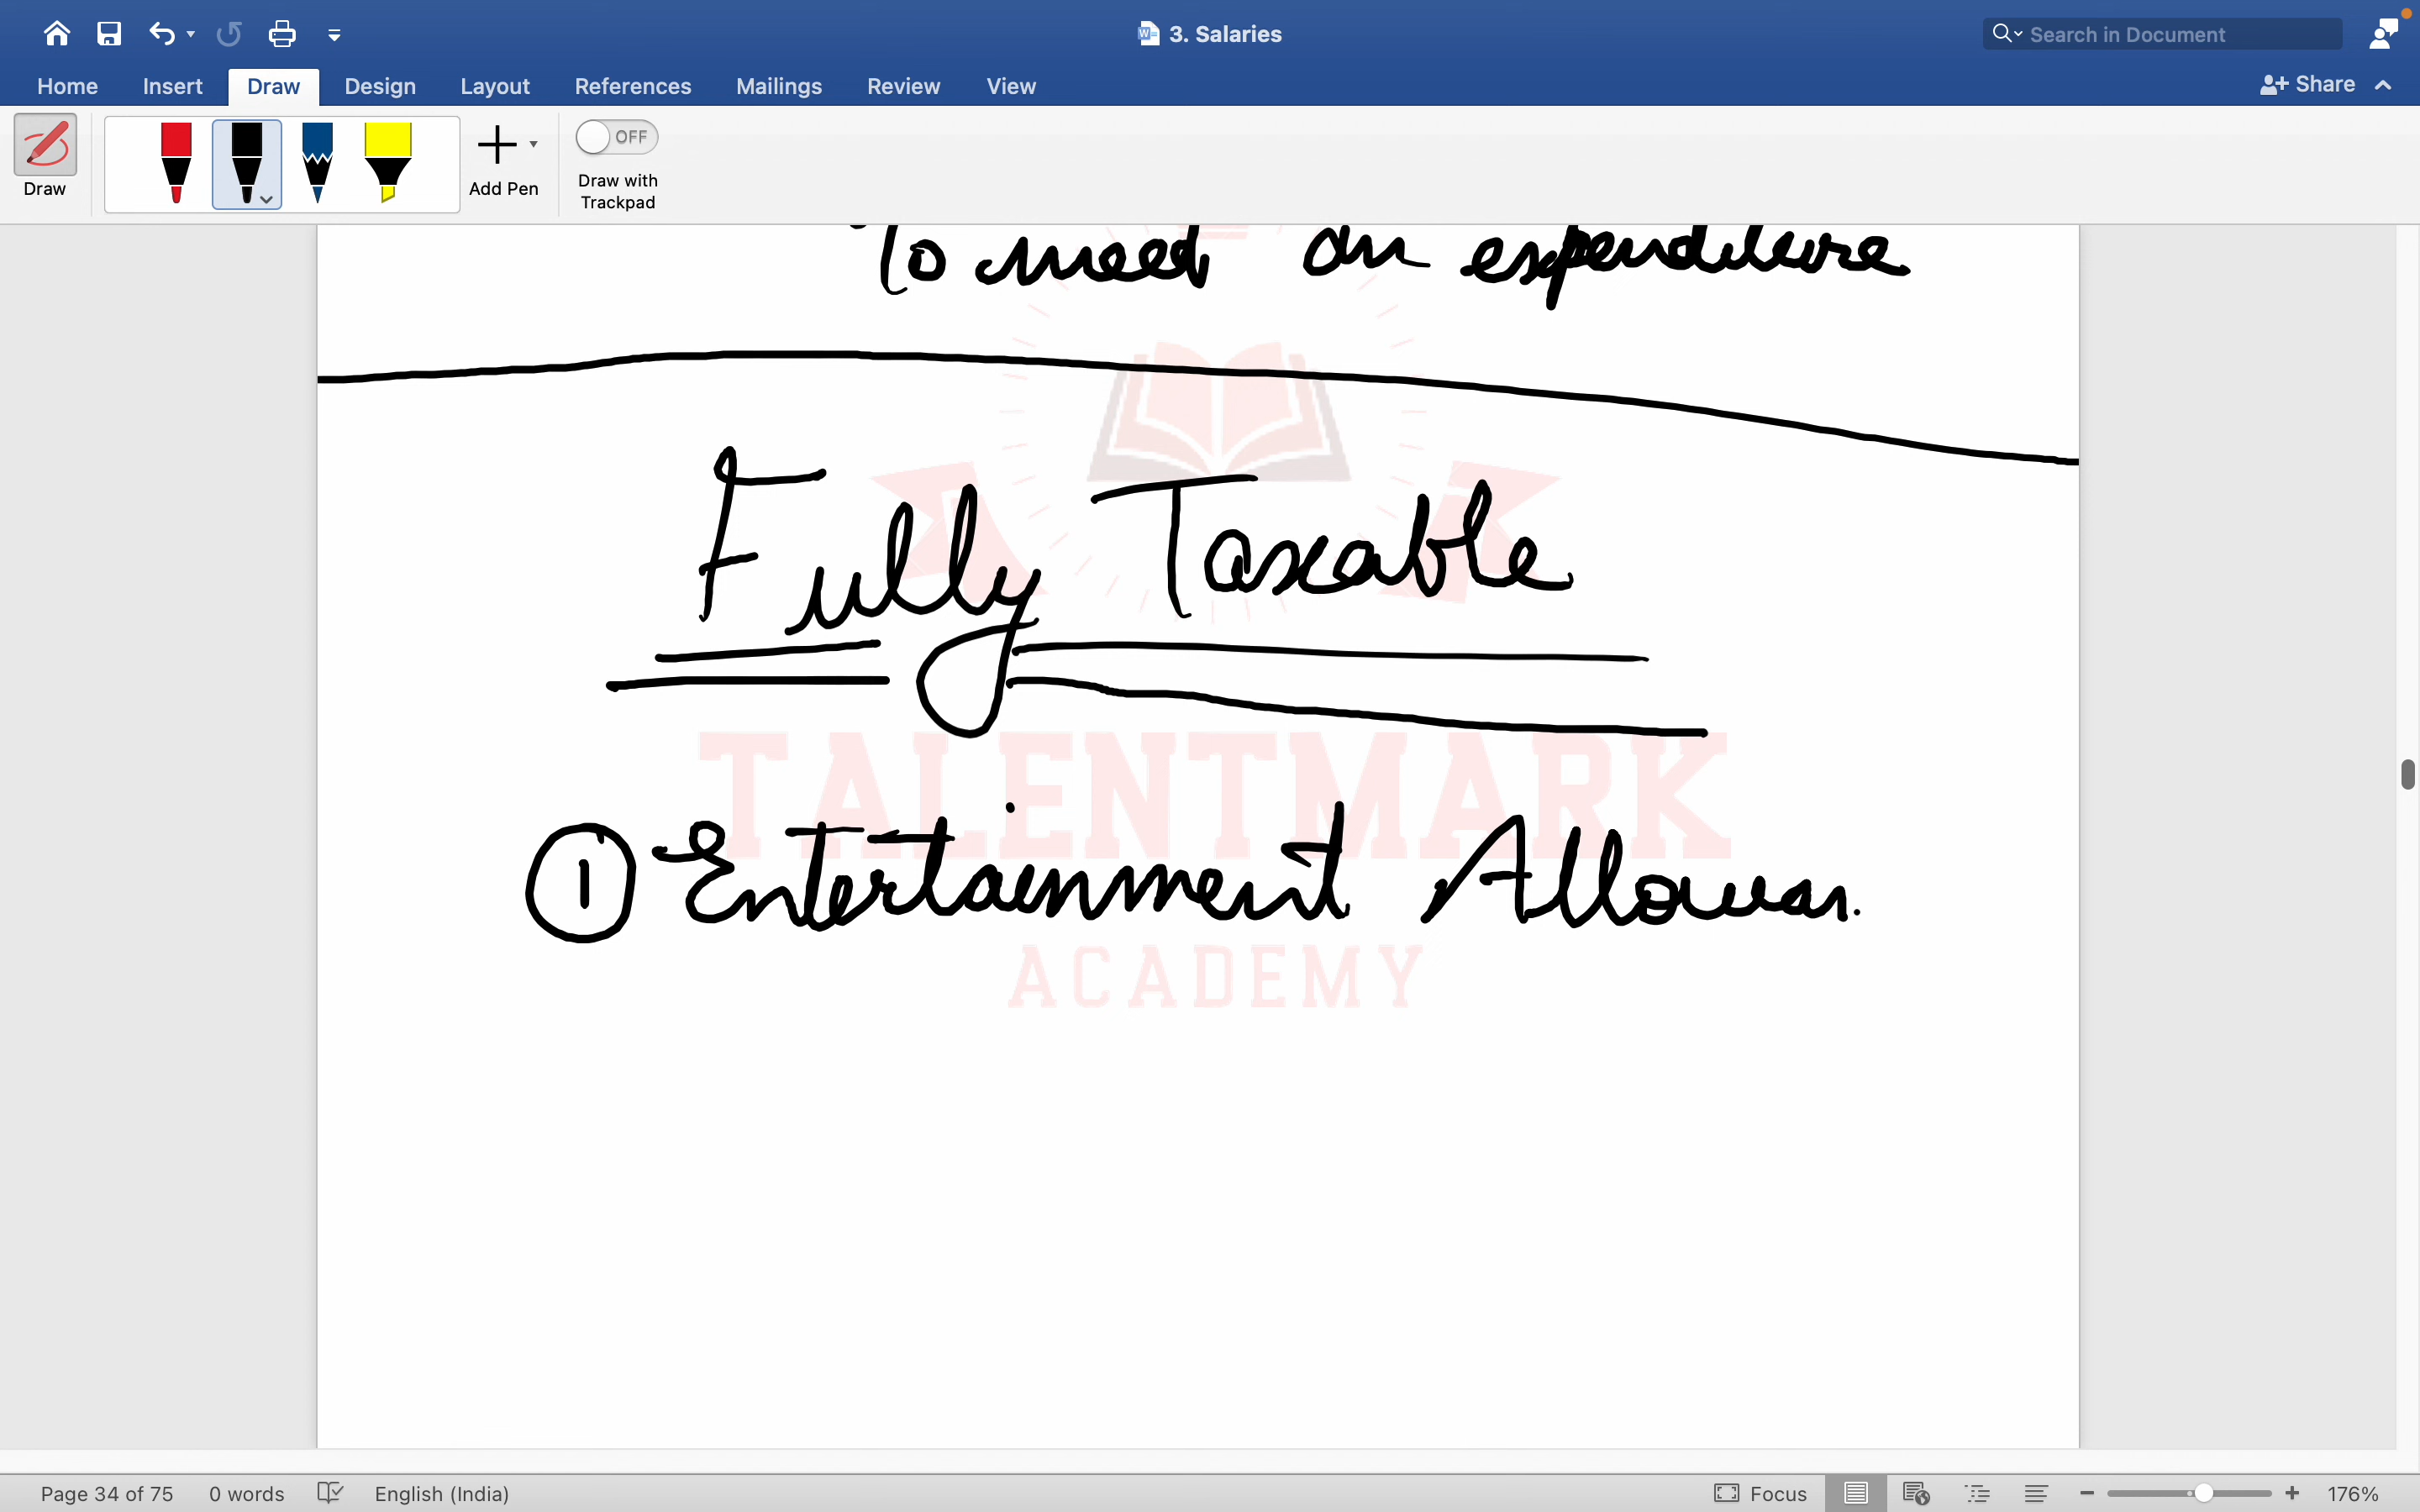 3. Salaries
Search in Document
Home Insert Draw Design Layout References Mailings Review View
Share
Draw
Add Pen
OFF
Draw with
Trackpad
To meet an expenditure
Fully Taxable
① Entertainment Allowan.
TALENTMARK
ACADEMY
Page 34 of 75 0 words English (India)
Focus
176%